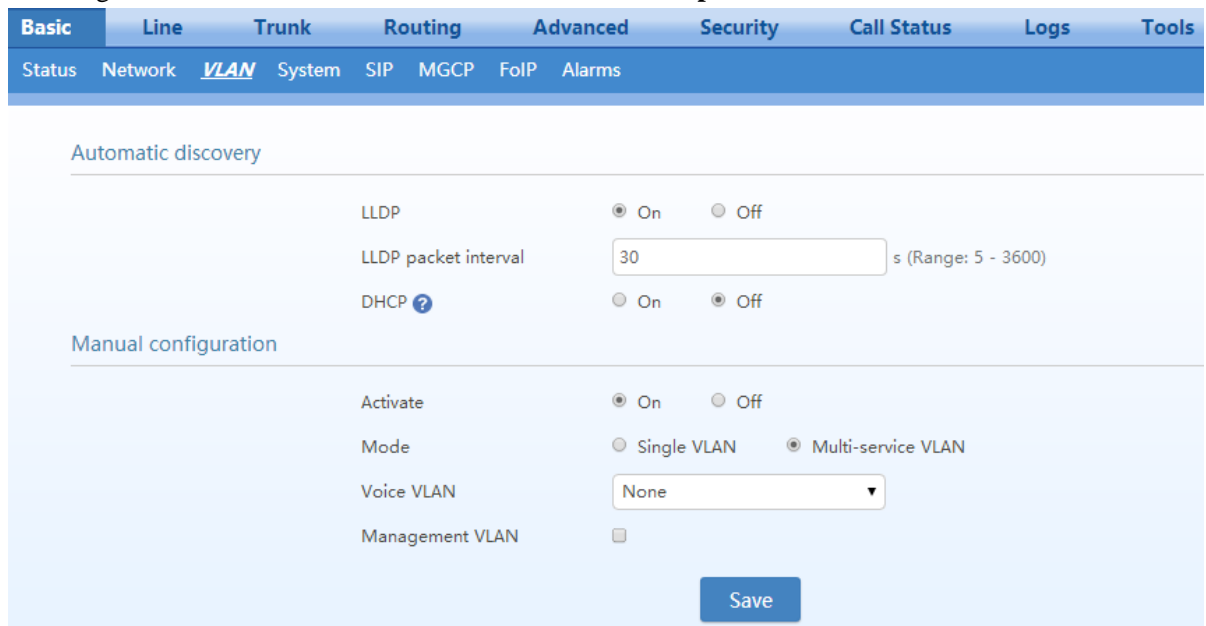 Basic Line Trunk Routing Advanced Security Call Status Logs Tools
Status Network VLAN System SIP MGCP FoIP Alarms
Automatic discovery
LLDP On Off
LLDP packet interval 30 s (Range: 5 - 3600)
DHCP ? On Off
Manual configuration
Activate On Off
Mode Single VLAN Multi-service VLAN
Voice VLAN None
Management VLAN
Save